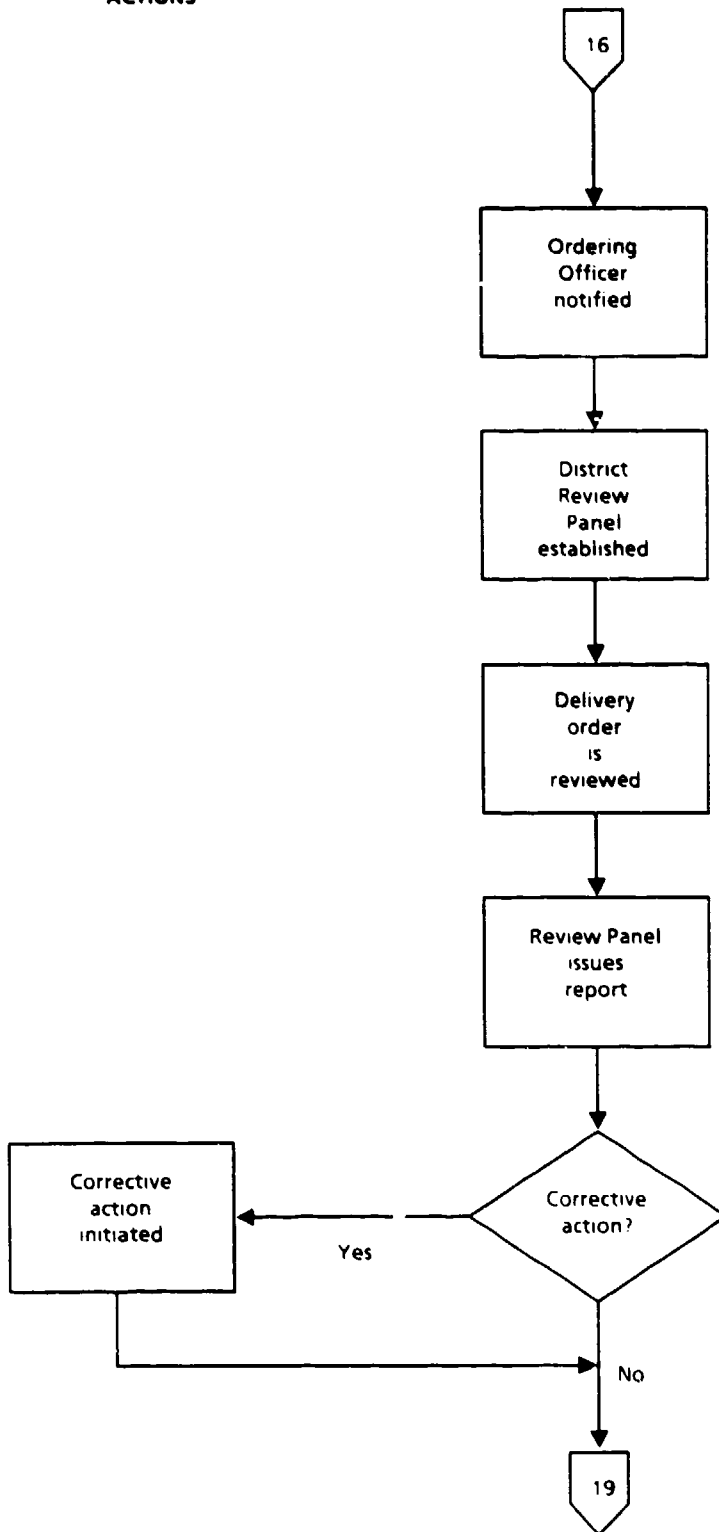 ACTIONS
16
Ordering
Officer
notified
District
Review
Panel
established
Delivery
order
is
reviewed
Review Panel
issues
report
Corrective
action?
Corrective
action
initiated
Yes
No
19